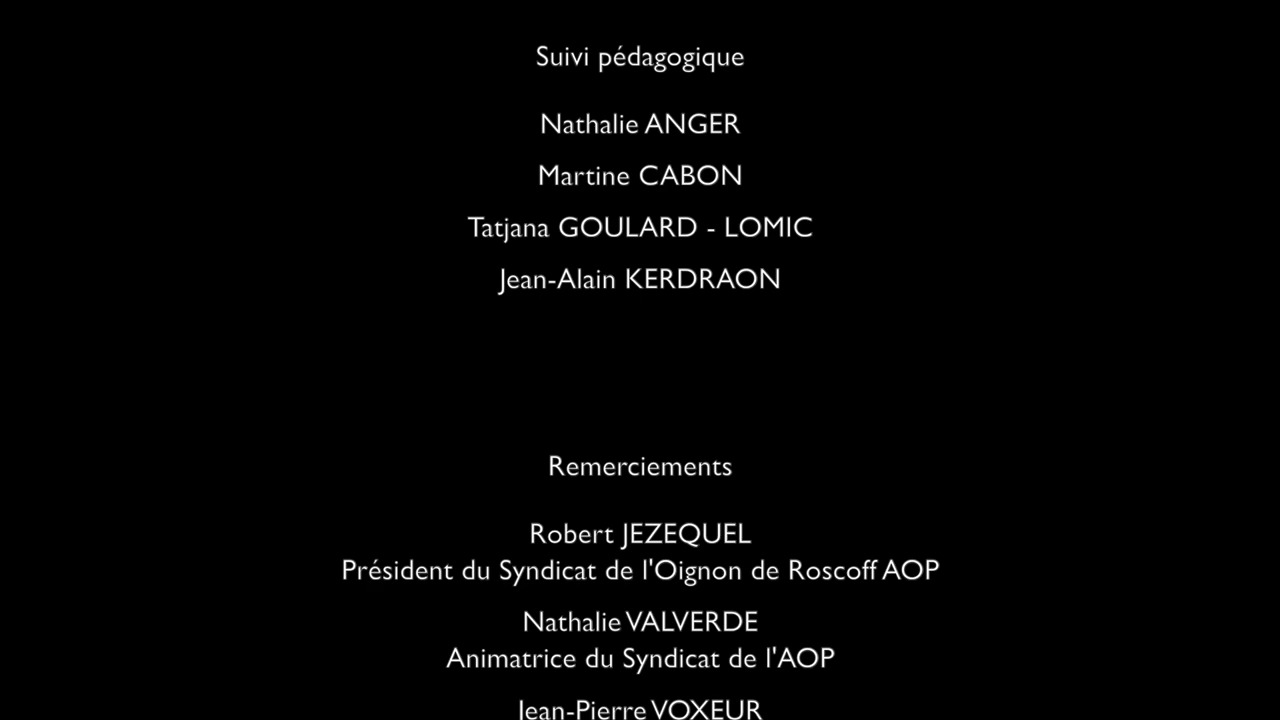 Suivi pédagogique
Nathalie ANGER
Martine CABON
Tatjana GOULARD - LOMIC
Jean-Alain KERDRAON
Remerciements
Robert JEZEQUEL
Président du Syndicat de l'Oignon de Roscoff AOP
Nathalie VALVERDE
Animatrice du Syndicat de l'AOP
Jean-Pierre VOXEUR